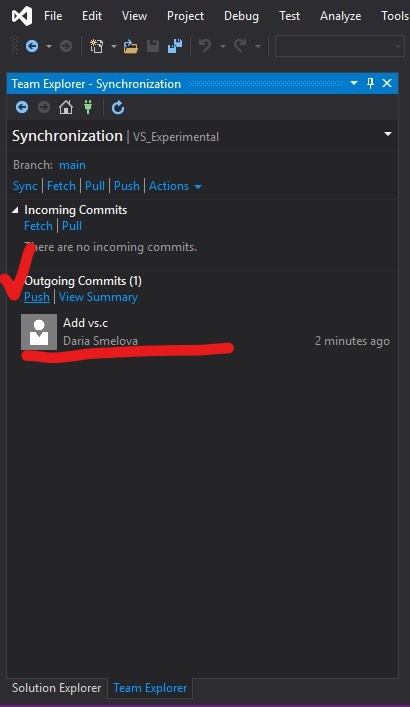 File Edit View Project Debug Test Analyze Tools
Team Explorer - Synchronization
Synchronization | VS_Experimental
Branch: main
Sync | Fetch | Pull | Push | Actions
Incoming Commits
Fetch | Pull
There are no incoming commits.
Outgoing Commits (1)
Push | View Summary
Add vs.c
Daria Smelova 2 minutes ago
Solution Explorer Team Explorer